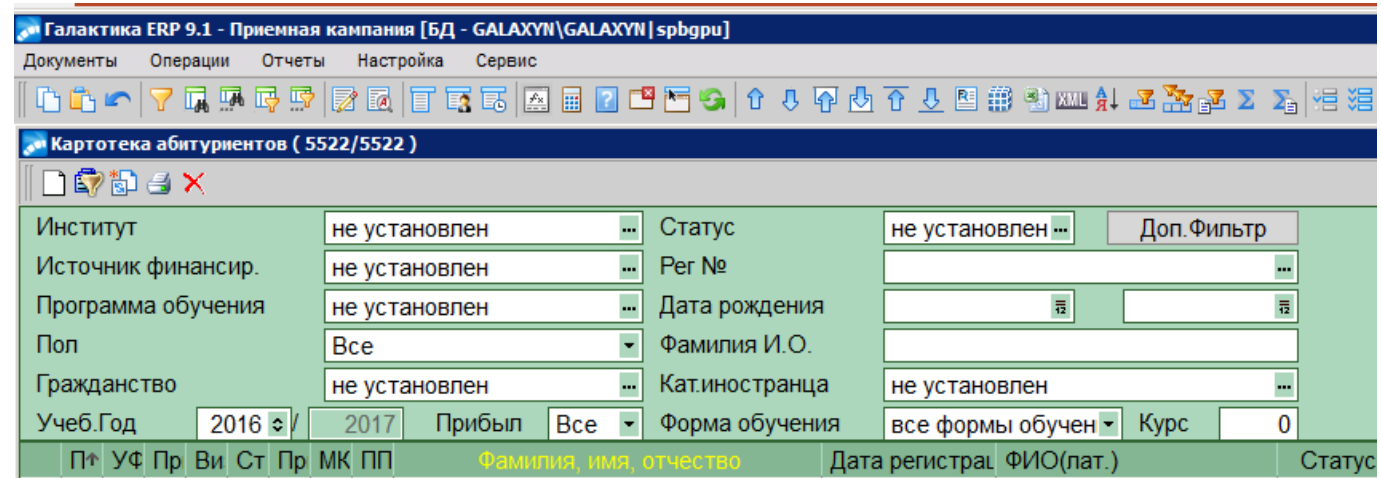 Галактика ERP 9.1 - Приемная кампания [БД - GALAXYN\GALAXYN|spbgpu]
Документы Операции Отчеты Настройка Сервис
XML
Картотека абитуриентов ( 5522/5522 )
Институт не установлен Статус не установлен Доп.Фильтр
Источник финансир. не установлен Рег №
Программа обучения не установлен Дата рождения
Пол Все Фамилия И.О.
Гражданство не установлен Кат.иностранца не установлен
Учеб.Год 2016 / 2017 Прибыл Все Форма обучения все формы обучен Курс 0
П↑ УФ Пр Ви Ст Пр МК ПП Фамилия, имя, отчество Дата регистрац ФИО(лат.) Статус